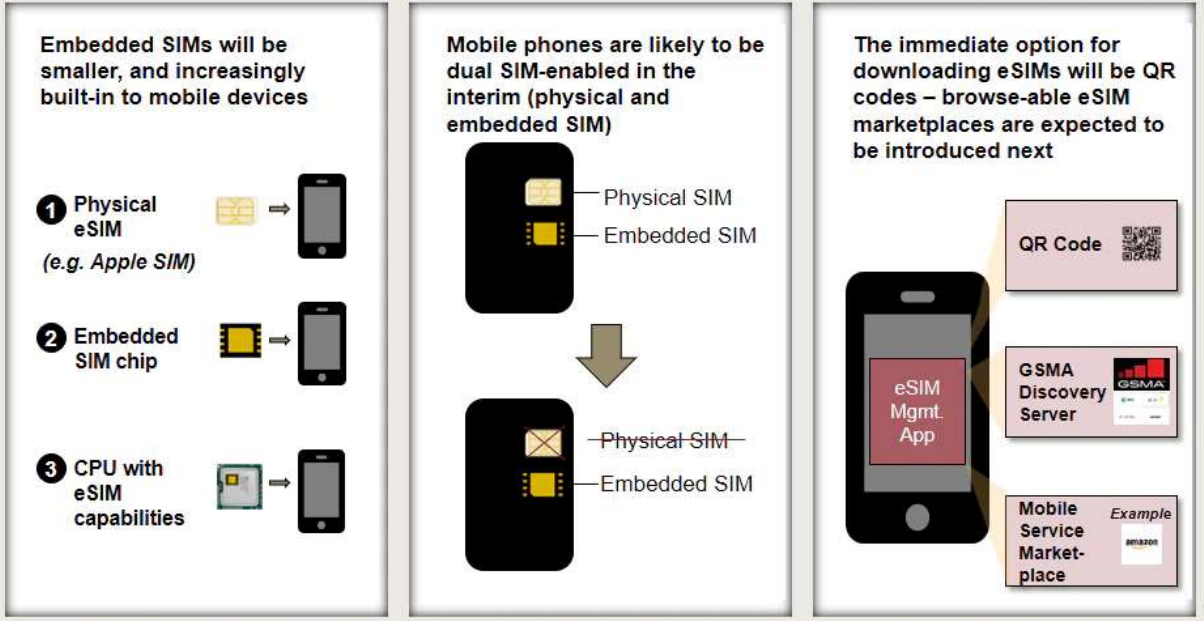 Embedded SIMs will be
smaller, and increasingly
built-in to mobile devices
1 Physical
eSIM
(e.g. Apple SIM)
2 Embedded
SIM chip
3 CPU with
eSIM
capabilities
Mobile phones are likely to be
dual SIM-enabled in the
interim (physical and
embedded SIM)
Physical SIM
Embedded SIM
Physical SIM
Embedded SIM
The immediate option for
downloading eSIMs will be QR
codes – browse-able eSIM
marketplaces are expected to
be introduced next
eSIM
Mgmt.
App
QR Code
GSMA
Discovery
Server
GSMA
Mobile
Service
Market-
place
Example
amazon